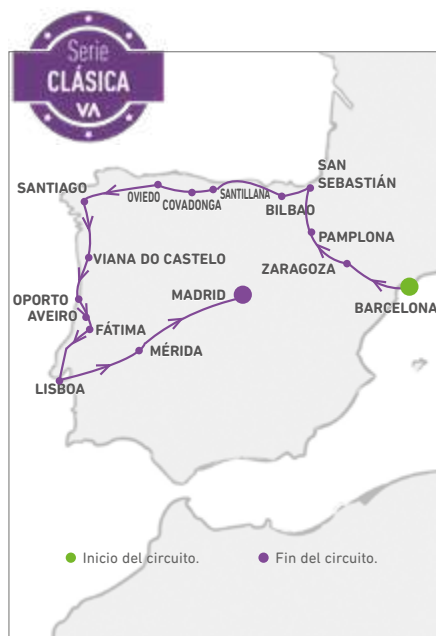 Serie
CLÁSICA
VA
SAN
SEBASTIÁN
SANTIAGO
OVIEDO
COVADONGA
SANTILLANA
BILBAO
PAMPLONA
VIANA DO CASTELO
ZARAGOZA
MADRID
BARCELONA
OPORTO
AVEIRO
FÁTIMA
MÉRIDA
LISBOA
Inicio del circuito.
Fin del circuito.